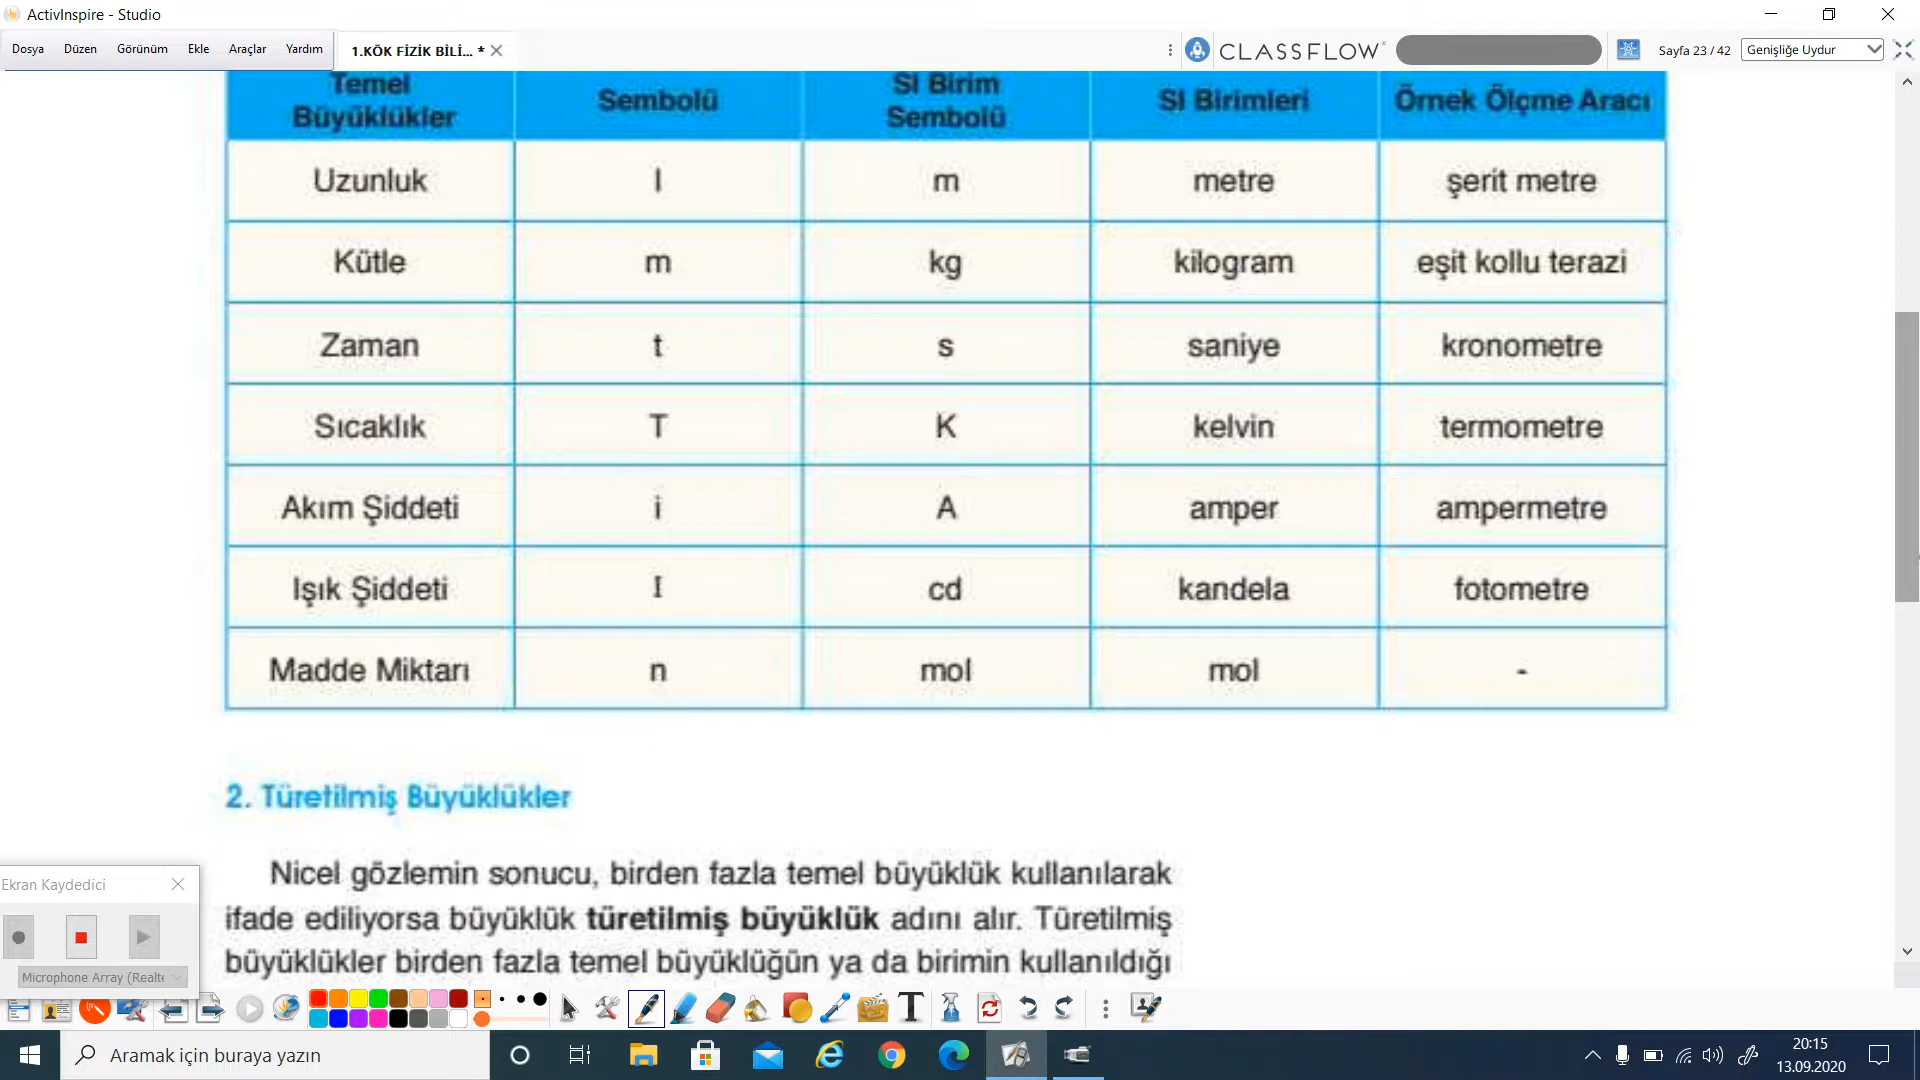 ActivInspire - Studio
Dosya Düzen Görünüm Ekle Araçlar Yardım 1.KÖK FİZİK BİLİ... * CLASSFLOW Sayfa 23 / 42 Genişliğe Uydur
Temel Büyüklükler Sembolü SI Birim Sembolü SI Birimleri Örnek Ölçme Aracı
Uzunluk l m metre şerit metre
Kütle m kg kilogram eşit kollu terazi
Zaman t s saniye kronometre
Sıcaklık T K kelvin termometre
Akım Şiddeti i A amper ampermetre
Işık Şiddeti I cd kandela fotometre
Madde Miktarı n mol mol -
2. Türetilmiş Büyüklükler
Nicel gözlemin sonucu, birden fazla temel büyüklük kullanılarak
ifade ediliyorsa büyüklük türetilmiş büyüklük adını alır. Türetilmiş
büyüklükler birden fazla temel büyüklüğün ya da birimin kullanıldığı
Ekran Kaydedici
Microphone Array (Realte
Aramak için buraya yazın
20:15
13.09.2020